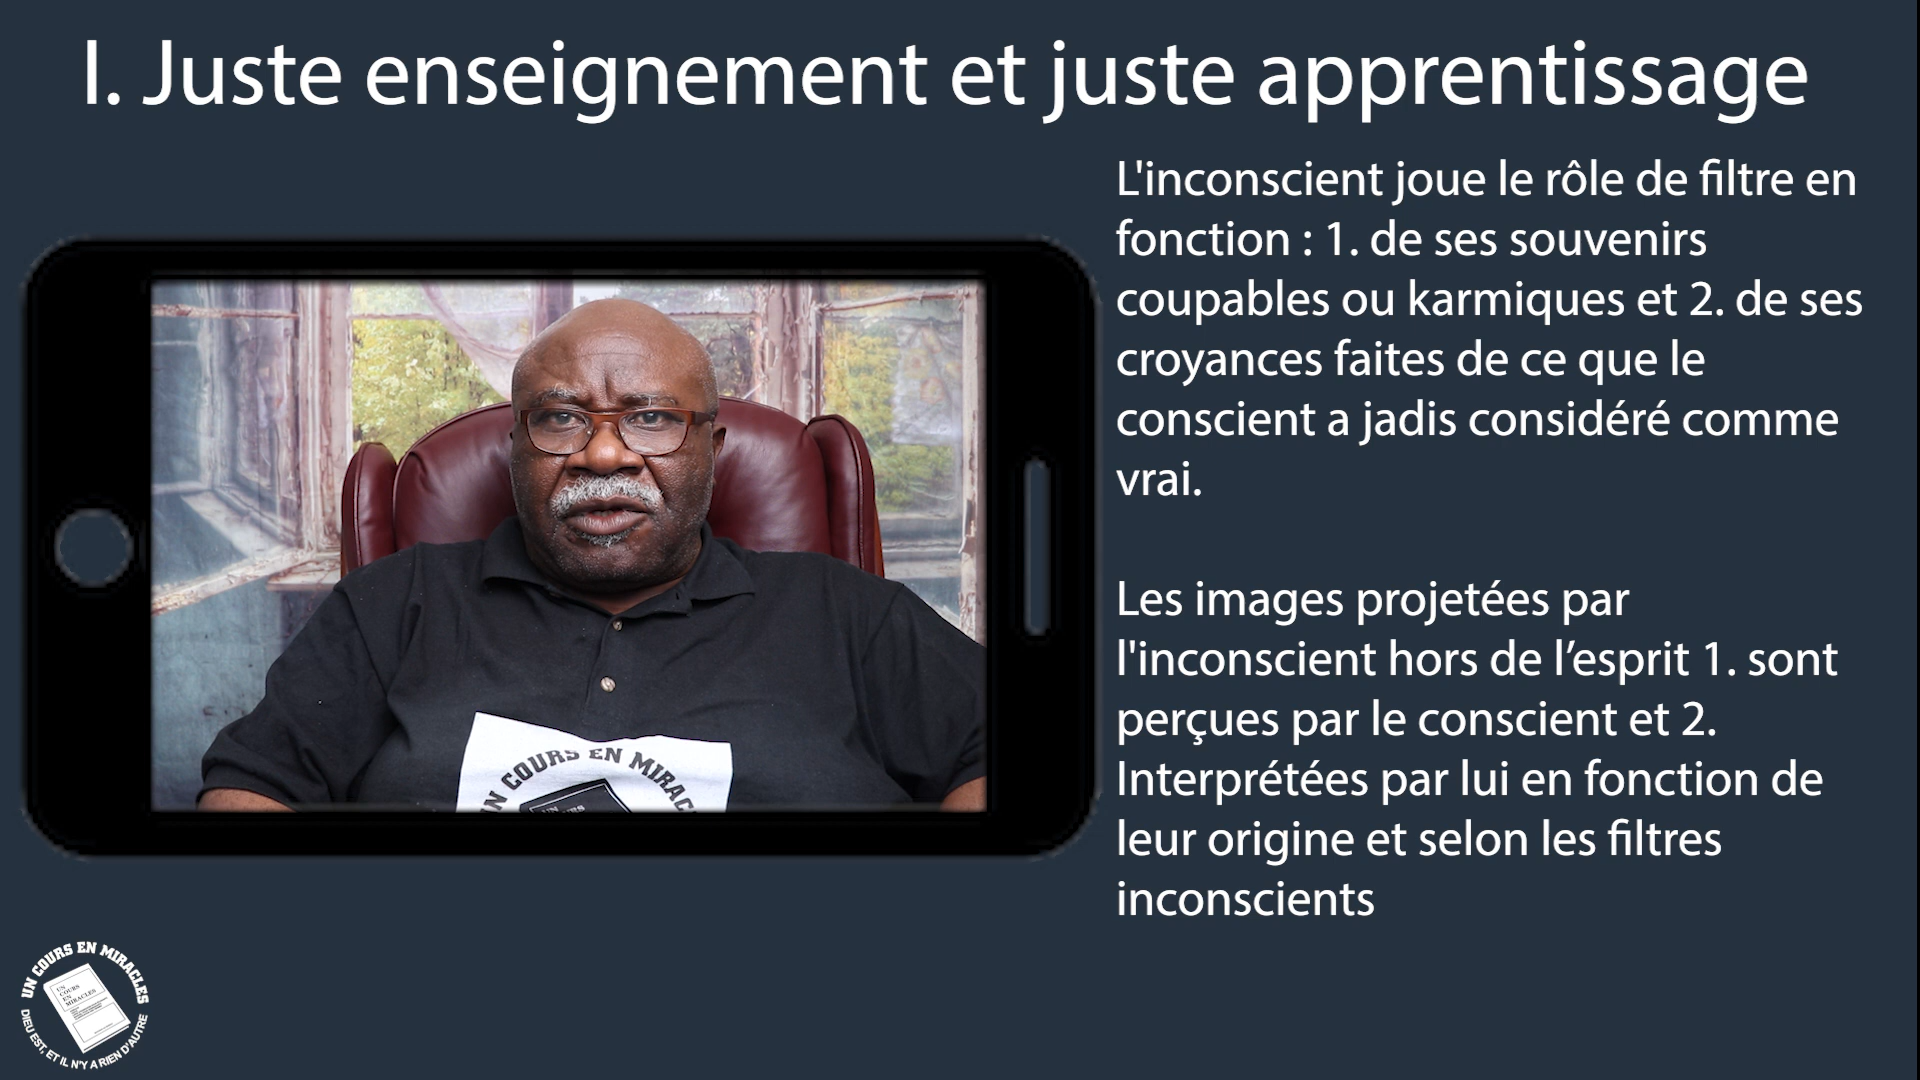 I. Juste enseignement et juste apprentissage
L'inconscient joue le rôle de filtre en
fonction : 1. de ses souvenirs
coupables ou karmiques et 2. de ses
croyances faites de ce que le
conscient a jadis considéré comme
vrai.
Les images projetées par
l'inconscient hors de l’esprit 1. sont
perçues par le conscient et 2.
Interprétées par lui en fonction de
leur origine et selon les filtres
inconscients
UN COURS EN MIRAC
UN COURS EN MIRACLES
UN
COURS
EN
MIRACLES
DIEU EST, ET IL N'Y A RIEN D'AUTRE